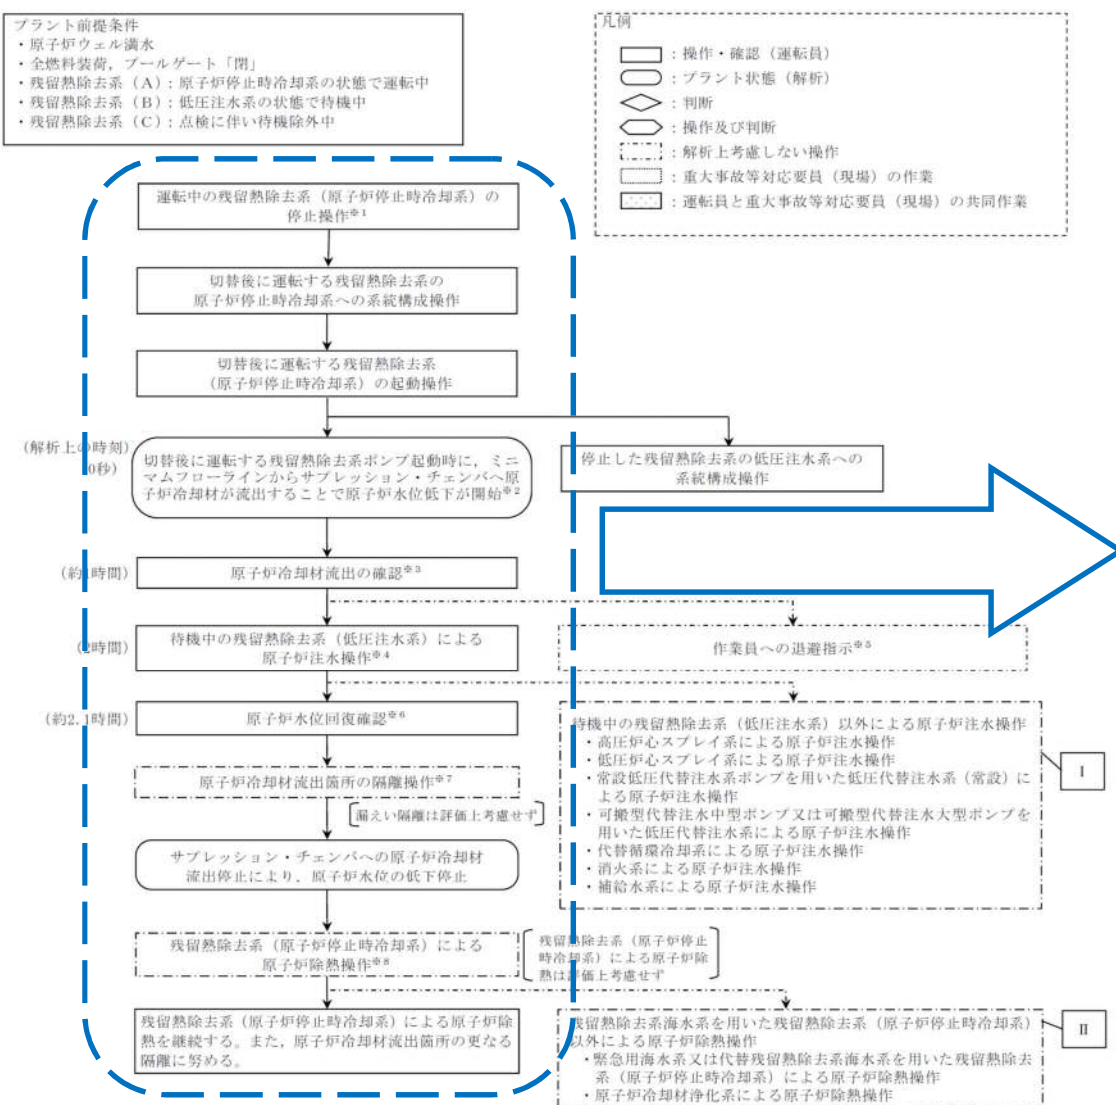 プラント前提条件
・原子炉ウェル満水
・全燃料装荷，プールゲート「閉」
・残留熱除去系（A）：原子炉停止時冷却系の状態で運転中
・残留熱除去系（B）：低圧注水系の状態で待機中
・残留熱除去系（C）：点検に伴い待機除外中
凡例
：操作・確認（運転員）
：プラント状態（解析）
：判断
：操作及び判断
：解析上考慮しない操作
：重大事故等対応要員（現場）の作業
：運転員と重大事故等対応要員（現場）の共同作業
運転中の残留熱除去系（原子炉停止時冷却系）の
停止操作※1
切替後に運転する残留熱除去系の
原子炉停止時冷却系への系統構成操作
切替後に運転する残留熱除去系
（原子炉停止時冷却系）の起動操作
（解析上の時刻）
（0秒）
切替後に運転する残留熱除去系ポンプ起動時に，ミニ
マムフローラインからサプレッション・チェンバへ原
子炉冷却材が流出することで原子炉水位低下が開始※2
停止した残留熱除去系の低圧注水系への
系統構成操作
（約1時間）
原子炉冷却材流出の確認※3
（2時間）
待機中の残留熱除去系（低圧注水系）による
原子炉注水操作※4
作業員への退避指示※5
（約2.1時間）
原子炉水位回復確認※6
待機中の残留熱除去系（低圧注水系）以外による原子炉注水操作
・高圧炉心スプレイ系による原子炉注水操作
・低圧炉心スプレイ系による原子炉注水操作
・常設低圧代替注水系ポンプを用いた低圧代替注水系（常設）に
よる原子炉注水操作
・可搬型代替注水中型ポンプ又は可搬型代替注水大型ポンプを
用いた低圧代替注水系による原子炉注水操作
・代替循環冷却系による原子炉注水操作
・消火系による原子炉注水操作
・補給水系による原子炉注水操作
I
原子炉冷却材流出箇所の隔離操作※7
漏えい隔離は評価上考慮せず
サプレッション・チェンバへの原子炉冷却材
流出停止により，原子炉水位の低下停止
残留熱除去系（原子炉停止時冷却系）による
原子炉除熱操作※8
残留熱除去系（原子炉停止
時冷却系）による原子炉除
熱は評価上考慮せず
残留熱除去系（原子炉停止時冷却系）による原子炉除
熱を継続する。また，原子炉冷却材流出箇所の更なる
隔離に努める。
残留熱除去系海水系を用いた残留熱除去系（原子炉停止時冷却系）
以外による原子炉除熱操作
・緊急用海水系又は代替残留熱除去系海水系を用いた残留熱除去
系（原子炉停止時冷却系）による原子炉除熱操作
・原子炉冷却材浄化系による原子炉除熱操作
II